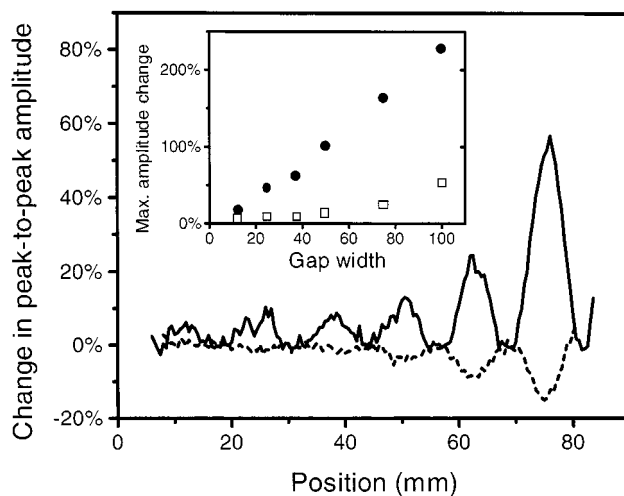 80%
60%
40%
20%
0%
-20%
Change in peak-to-peak amplitude
0 20 40 60 80
Position (mm)
200%
100%
0%
Max. amplitude change
0 20 40 60 80 100
Gap width